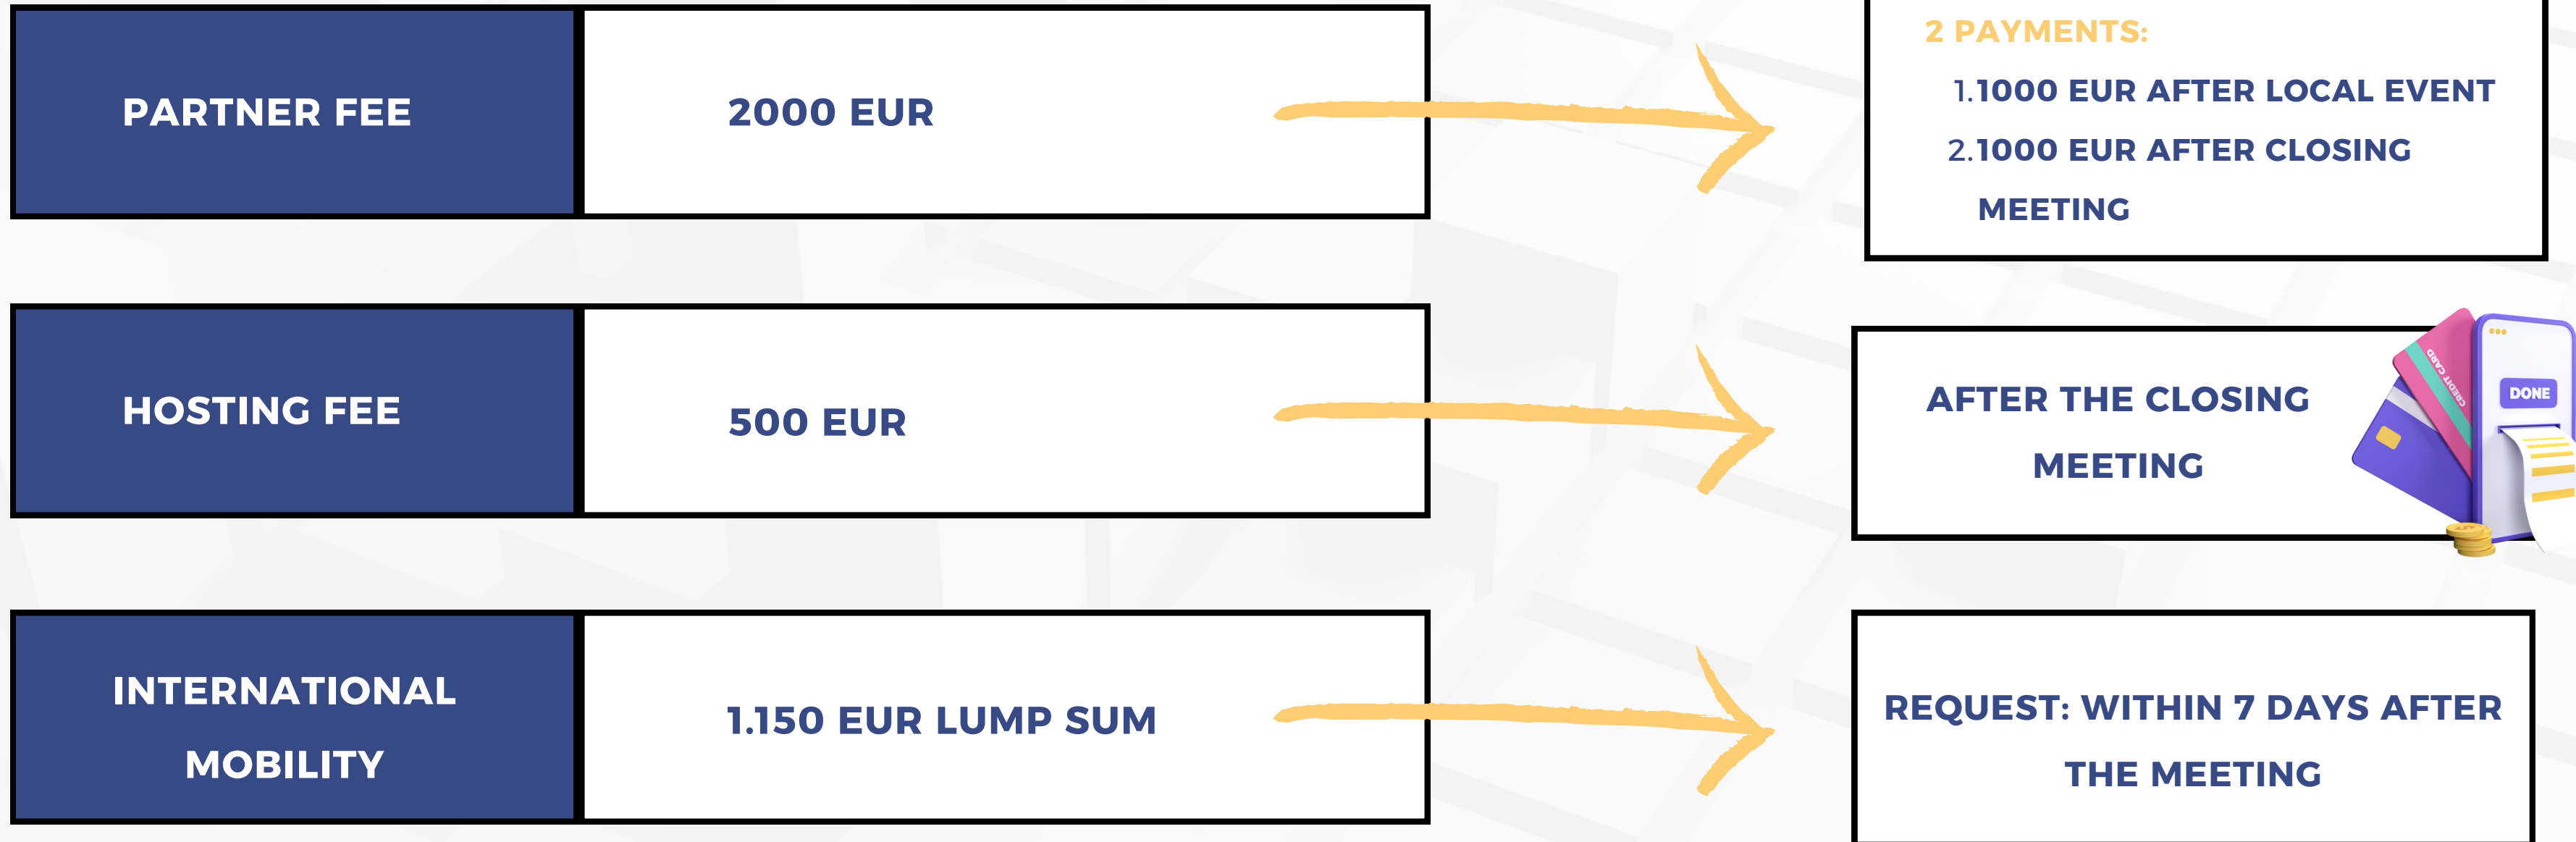 PARTNER FEE
2000 EUR
2 PAYMENTS:
1.1000 EUR AFTER LOCAL EVENT
2.1000 EUR AFTER CLOSING
MEETING
HOSTING FEE
500 EUR
AFTER THE CLOSING
MEETING
CREDIT CARD
DONE
INTERNATIONAL
MOBILITY
1.150 EUR LUMP SUM
REQUEST: WITHIN 7 DAYS AFTER
THE MEETING